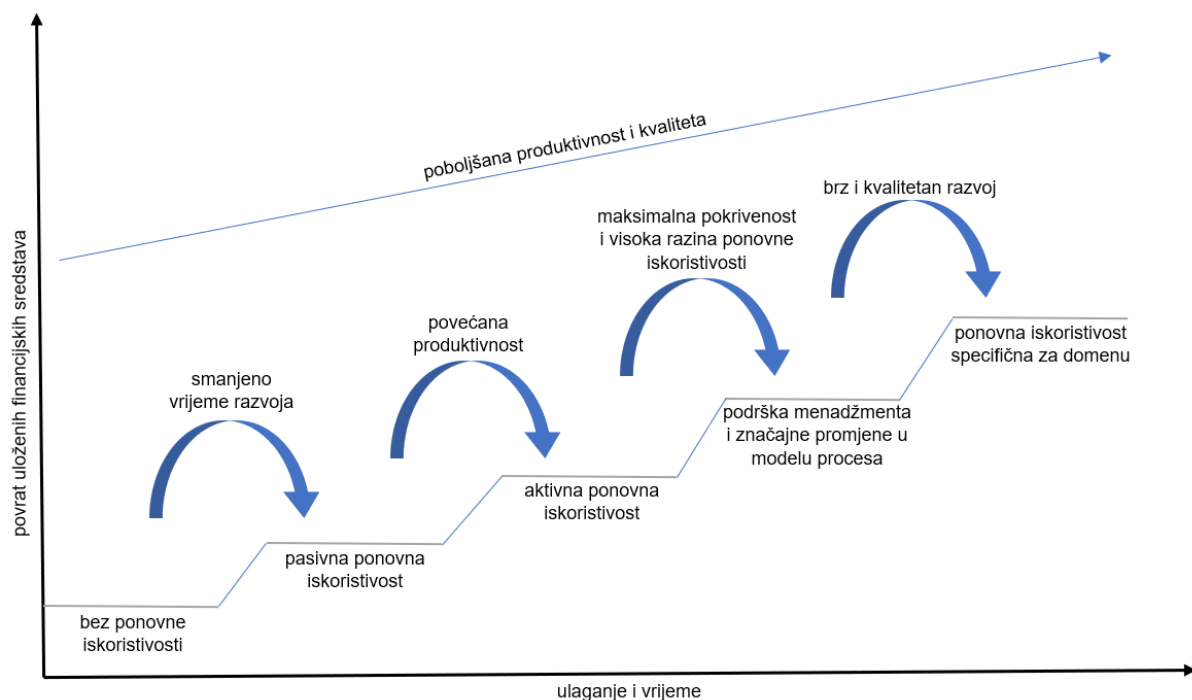 povrat uloženih financijskih sredstava
poboljšana produktivnost i kvaliteta
brz i kvalitetan razvoj
maksimalna pokrivenost
i visoka razina ponovne
iskoristivosti
povećana
produktivnost
smanjeno
vrijeme razvoja
ponovna iskoristivost
specifična za domenu
podrška menadžmenta
i značajne promjene u
modelu procesa
aktivna ponovna
iskoristivost
pasivna ponovna
iskoristivost
bez ponovne
iskoristivosti
ulaganje i vrijeme